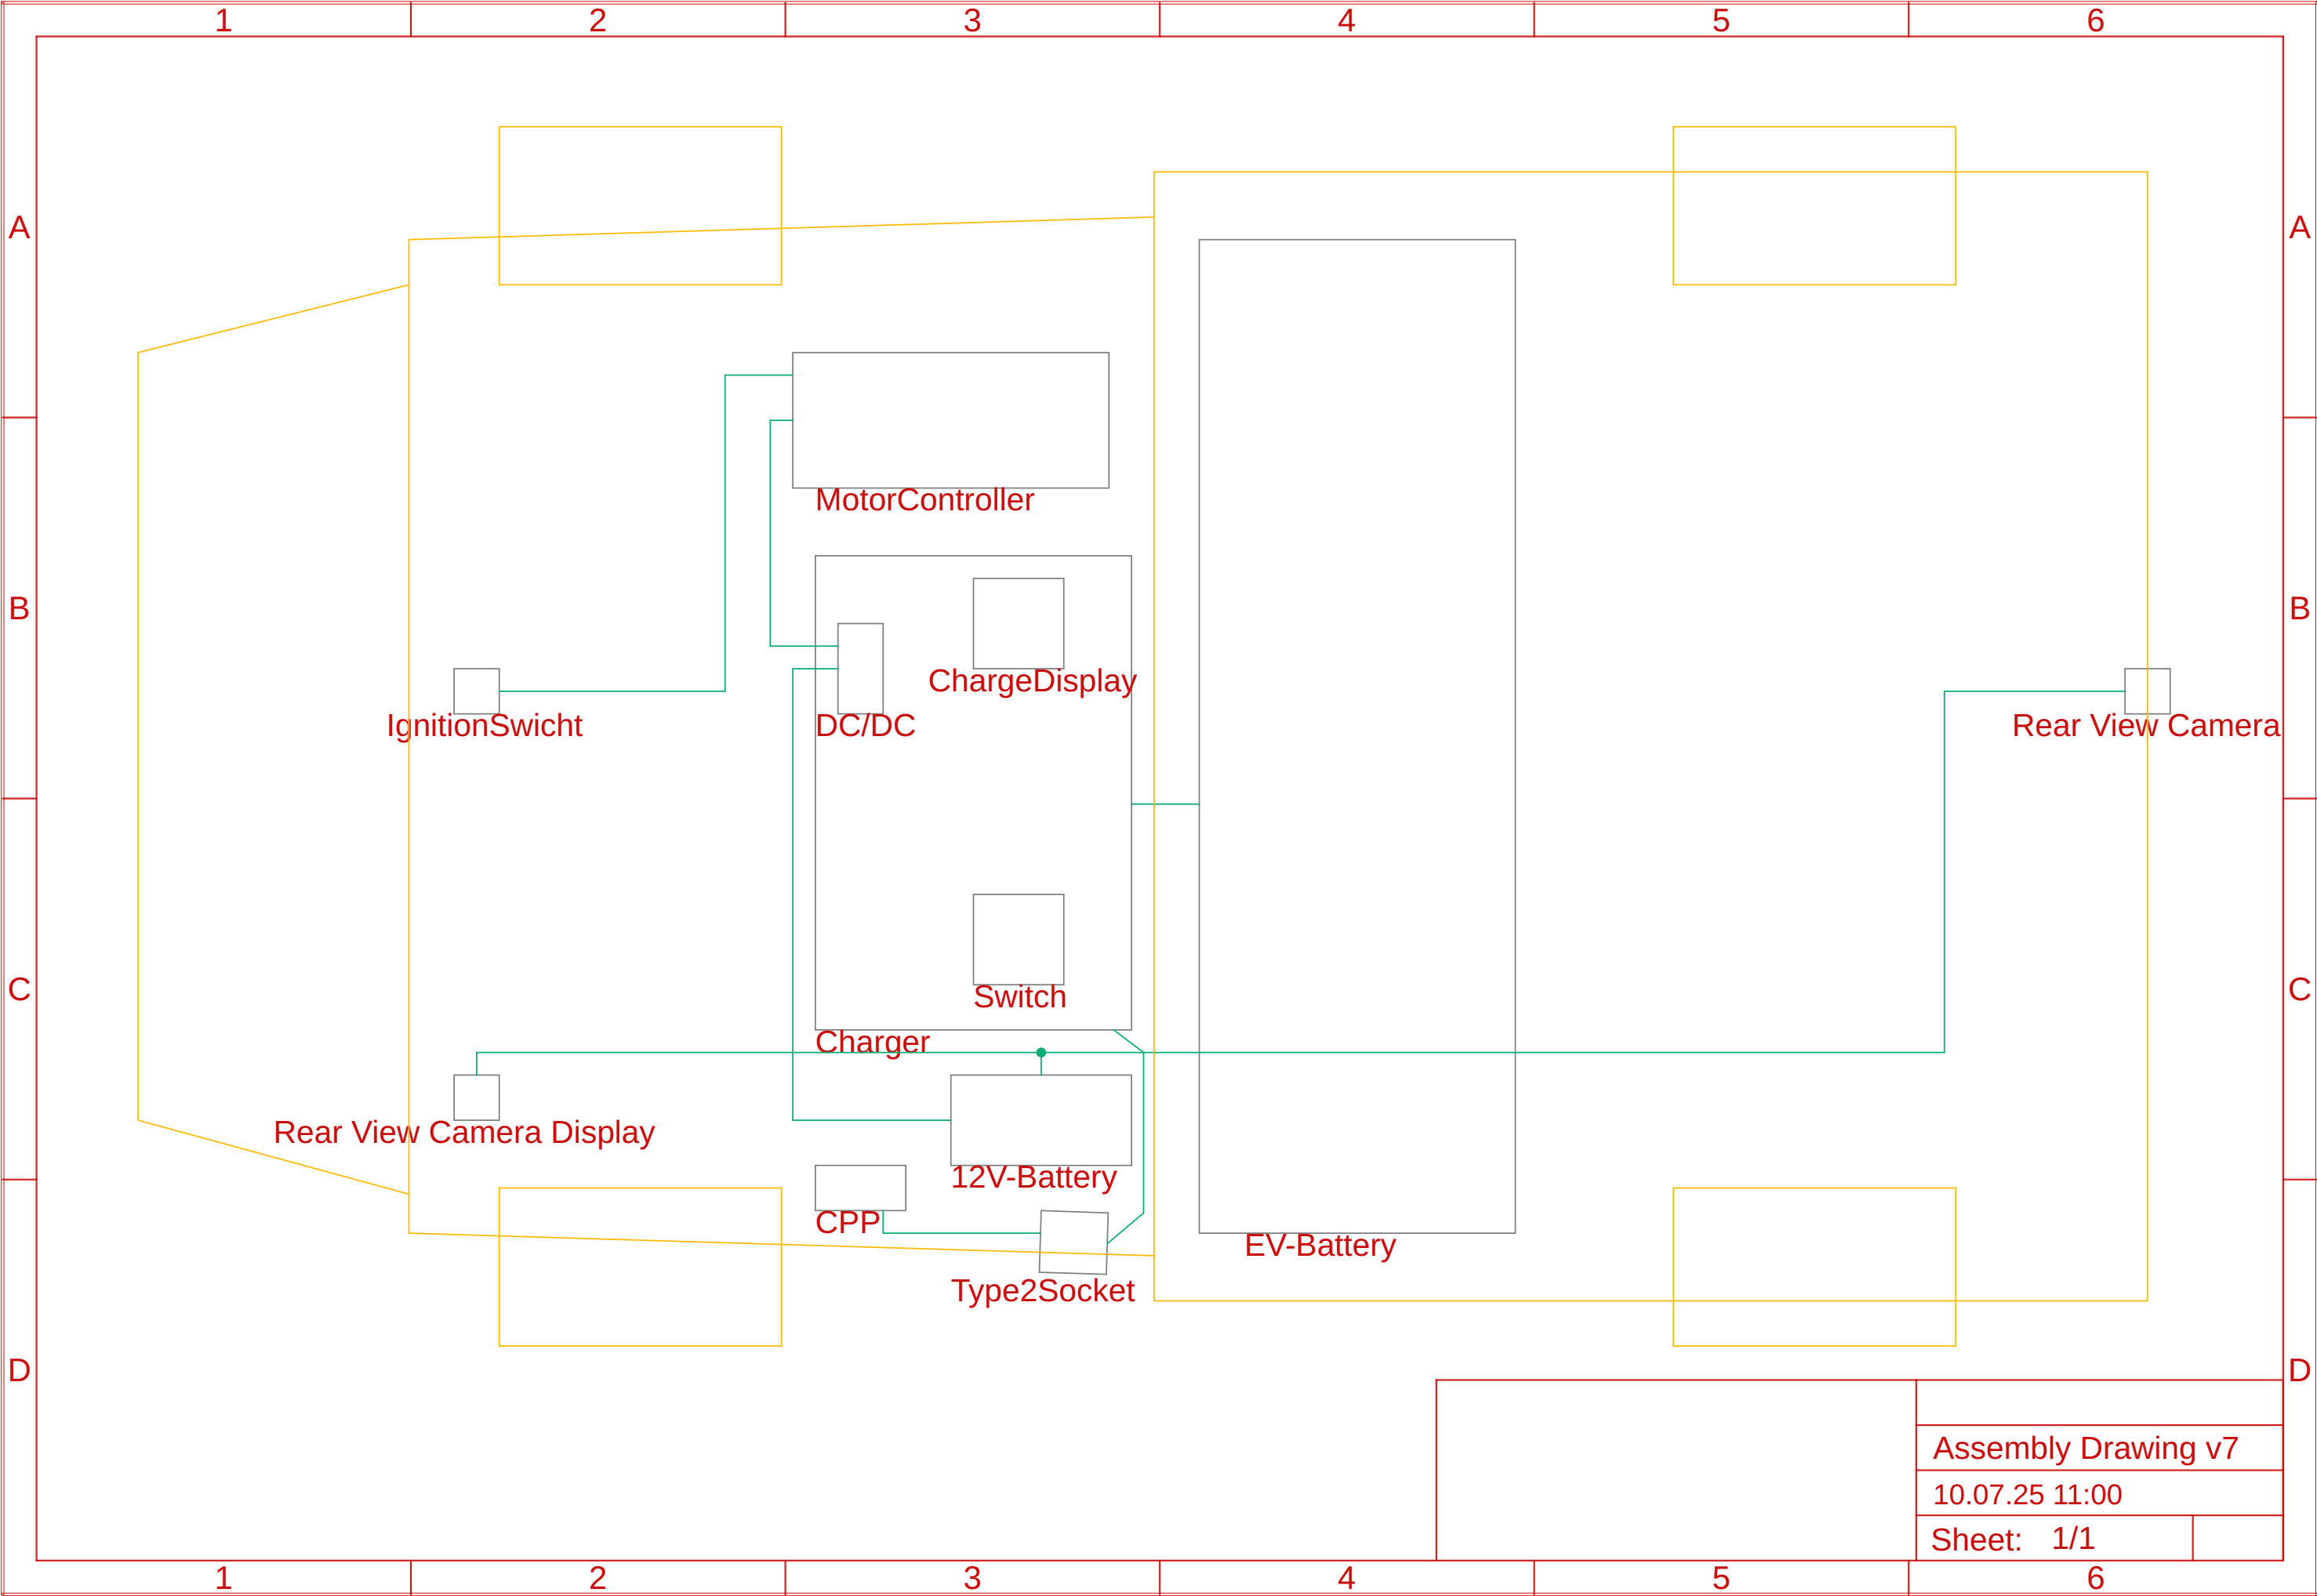 1 2 3 4 5 6
A A
MotorController
B B
ChargeDisplay
IgnitionSwicht DC/DC Rear View Camera
C C
Switch
Charger
Rear View Camera Display
12V-Battery
CPP
EV-Battery
Type2Socket
D D
Assembly Drawing v7
10.07.25 11:00
Sheet: 1/1
1 2 3 4 5 6